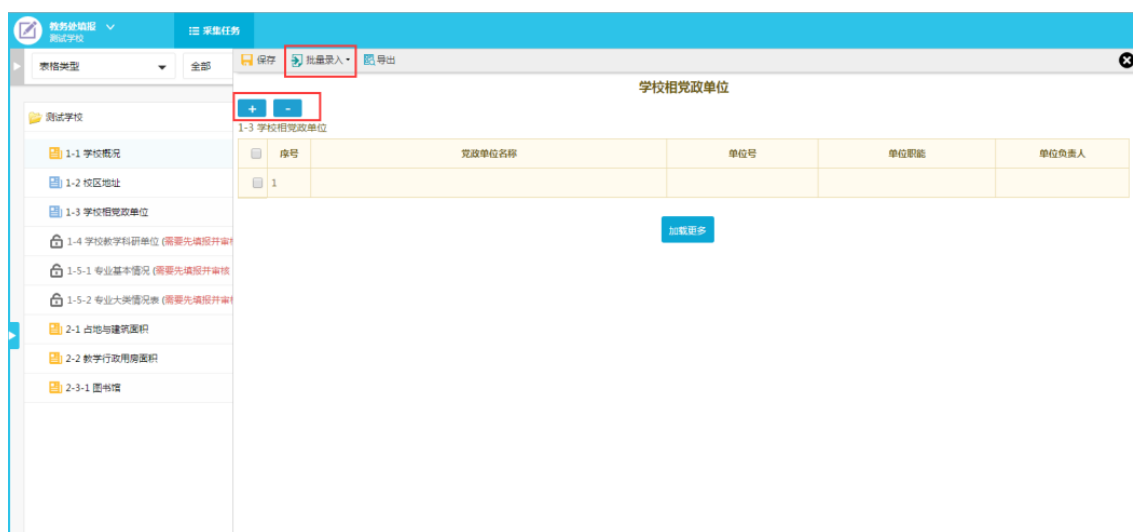 教务处填报
测试学校
采集任务
表格类型 全部
保存 批量录入 导出
学校相党政单位
+ -
1-3 学校相党政单位
序号 党政单位名称 单位号 单位职能 单位负责人
1
加载更多
测试学校
1-1 学校概况
1-2 校区地址
1-3 学校相党政单位
1-4 学校教学科研单位 (需要先填报并审核
1-5-1 专业基本情况 (需要先填报并审核
1-5-2 专业大类情况表 (需要先填报并审核
2-1 占地与建筑面积
2-2 教学行政用房面积
2-3-1 图书馆